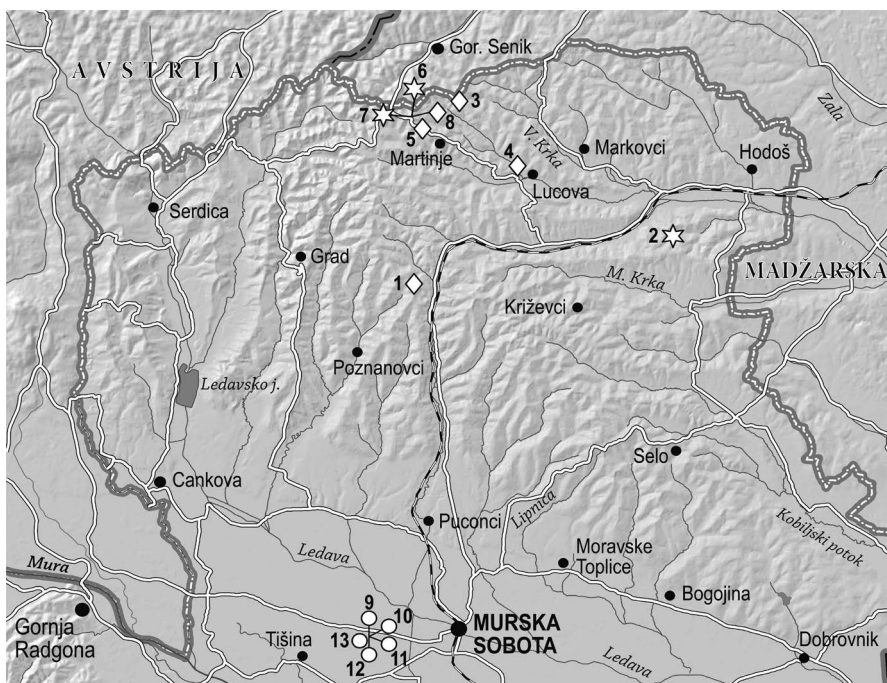 Gor. Senik
AVSTRIJA
6
3
7
8
5
Martinje
V. Krka
Markovci
Zala
4
Hodoš
Lucova
Serdica
2
Grad
MADŽARSKA
1
M. Krka
Križevci
Poznanovci
Ledavsko j.
Selo
Cankova
Lipnica
Puconci
Kobiljski potok
Ledava
Moravske
Toplice
Mura
Bogojina
9
10
Gornja
Radgona
MURSKA
SOBOTA
13
Tišina
11
12
Dobrovnik
Ledava